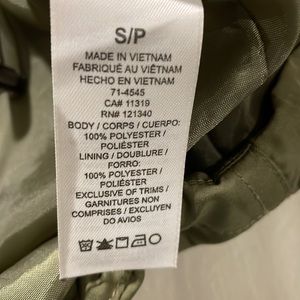 S/P
MADE IN VIETNAM
FABRIQUÉ AU VIÊTNAM
HECHO EN VIETNAM
71-4545
CA# 11319
RN# 121340
BODY / CORPS / CUERPO:
100% POLYESTER /
POLIÉSTER
LINING / DOUBLURE /
FORRO:
100% POLYESTER /
POLIÉSTER
EXCLUSIVE OF TRIMS /
GARNITURES NON
COMPRISES / EXCLUYEN
DO AVIOS